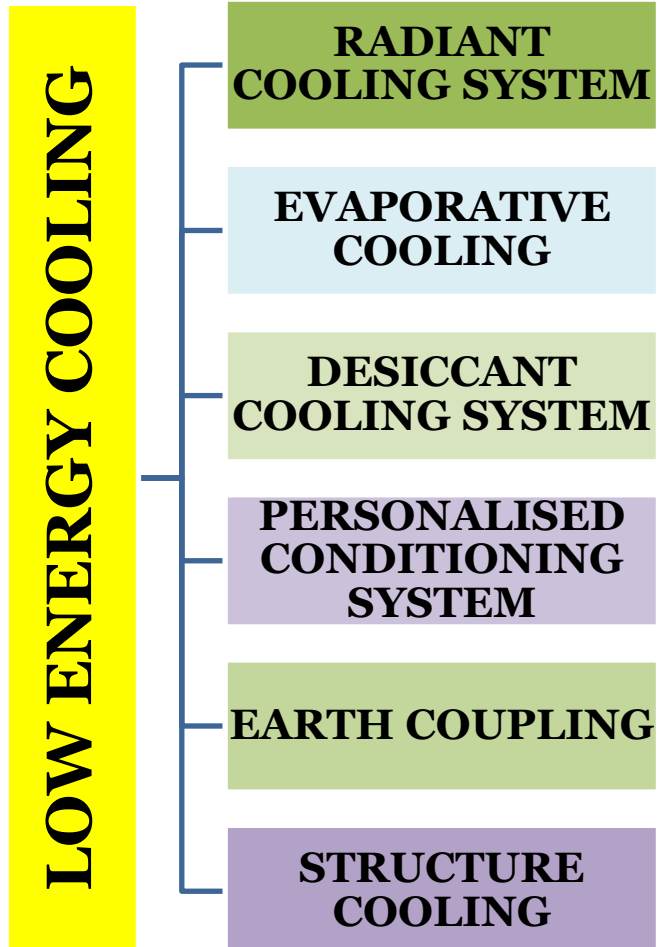 LOW ENERGY COOLING
RADIANT
COOLING SYSTEM
EVAPORATIVE
COOLING
DESICCANT
COOLING SYSTEM
PERSONALISED
CONDITIONING
SYSTEM
EARTH COUPLING
STRUCTURE
COOLING